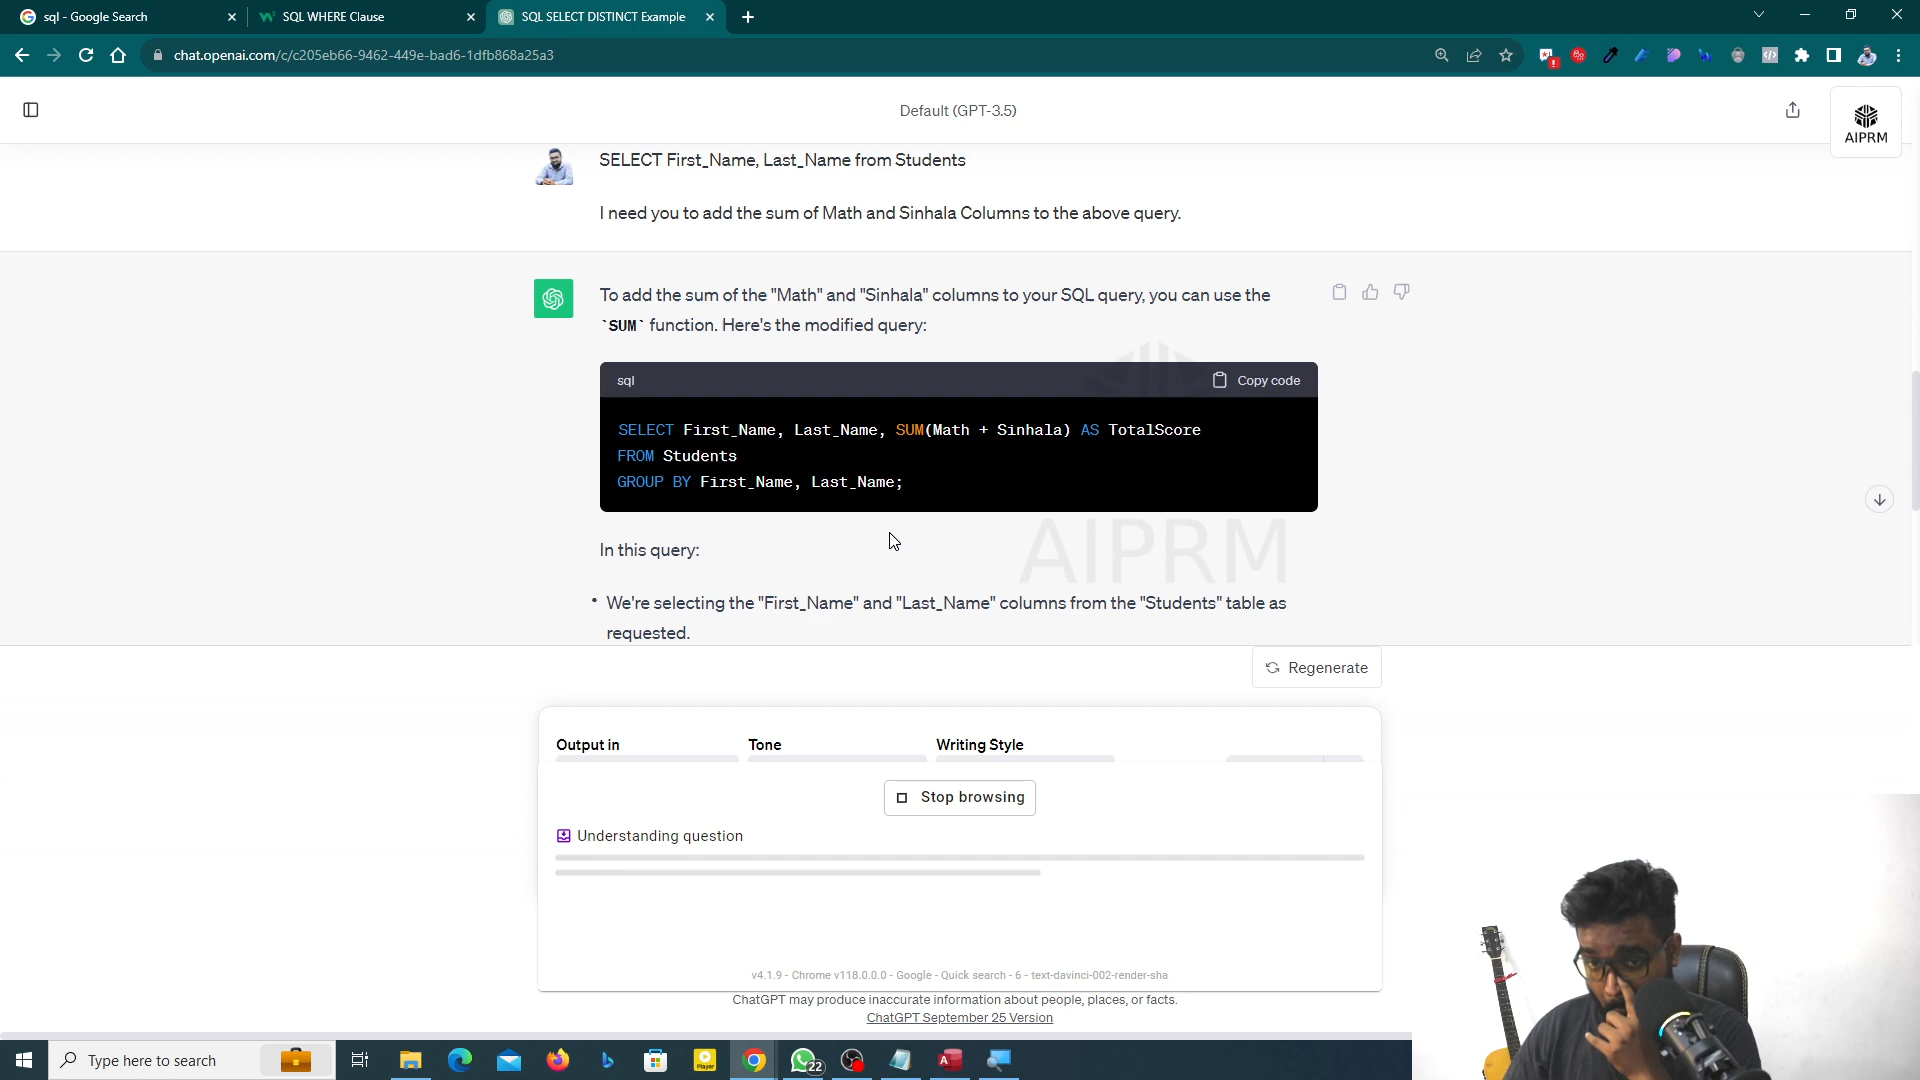 sql - Google Search
SQL WHERE Clause
SQL SELECT DISTINCT Example
chat.openai.com/c/c205eb66-9462-449e-bad6-1dfb868a25a3
Default (GPT-3.5)
AIPRM
SELECT First_Name, Last_Name from Students
I need you to add the sum of Math and Sinhala Columns to the above query.
To add the sum of the "Math" and "Sinhala" columns to your SQL query, you can use the
`SUM` function. Here's the modified query:
sql
Copy code
SELECT First_Name, Last_Name, SUM(Math + Sinhala) AS TotalScore
FROM Students
GROUP BY First_Name, Last_Name;
AIPRM
In this query:
• We're selecting the "First_Name" and "Last_Name" columns from the "Students" table as
requested.
Regenerate
Output in
Tone
Writing Style
Stop browsing
Understanding question
v4.1.9 - Chrome v118.0.0.0 - Google - Quick search - 6 - text-davinci-002-render-sha
ChatGPT may produce inaccurate information about people, places, or facts.
ChatGPT September 25 Version
Type here to search
Player
22
A